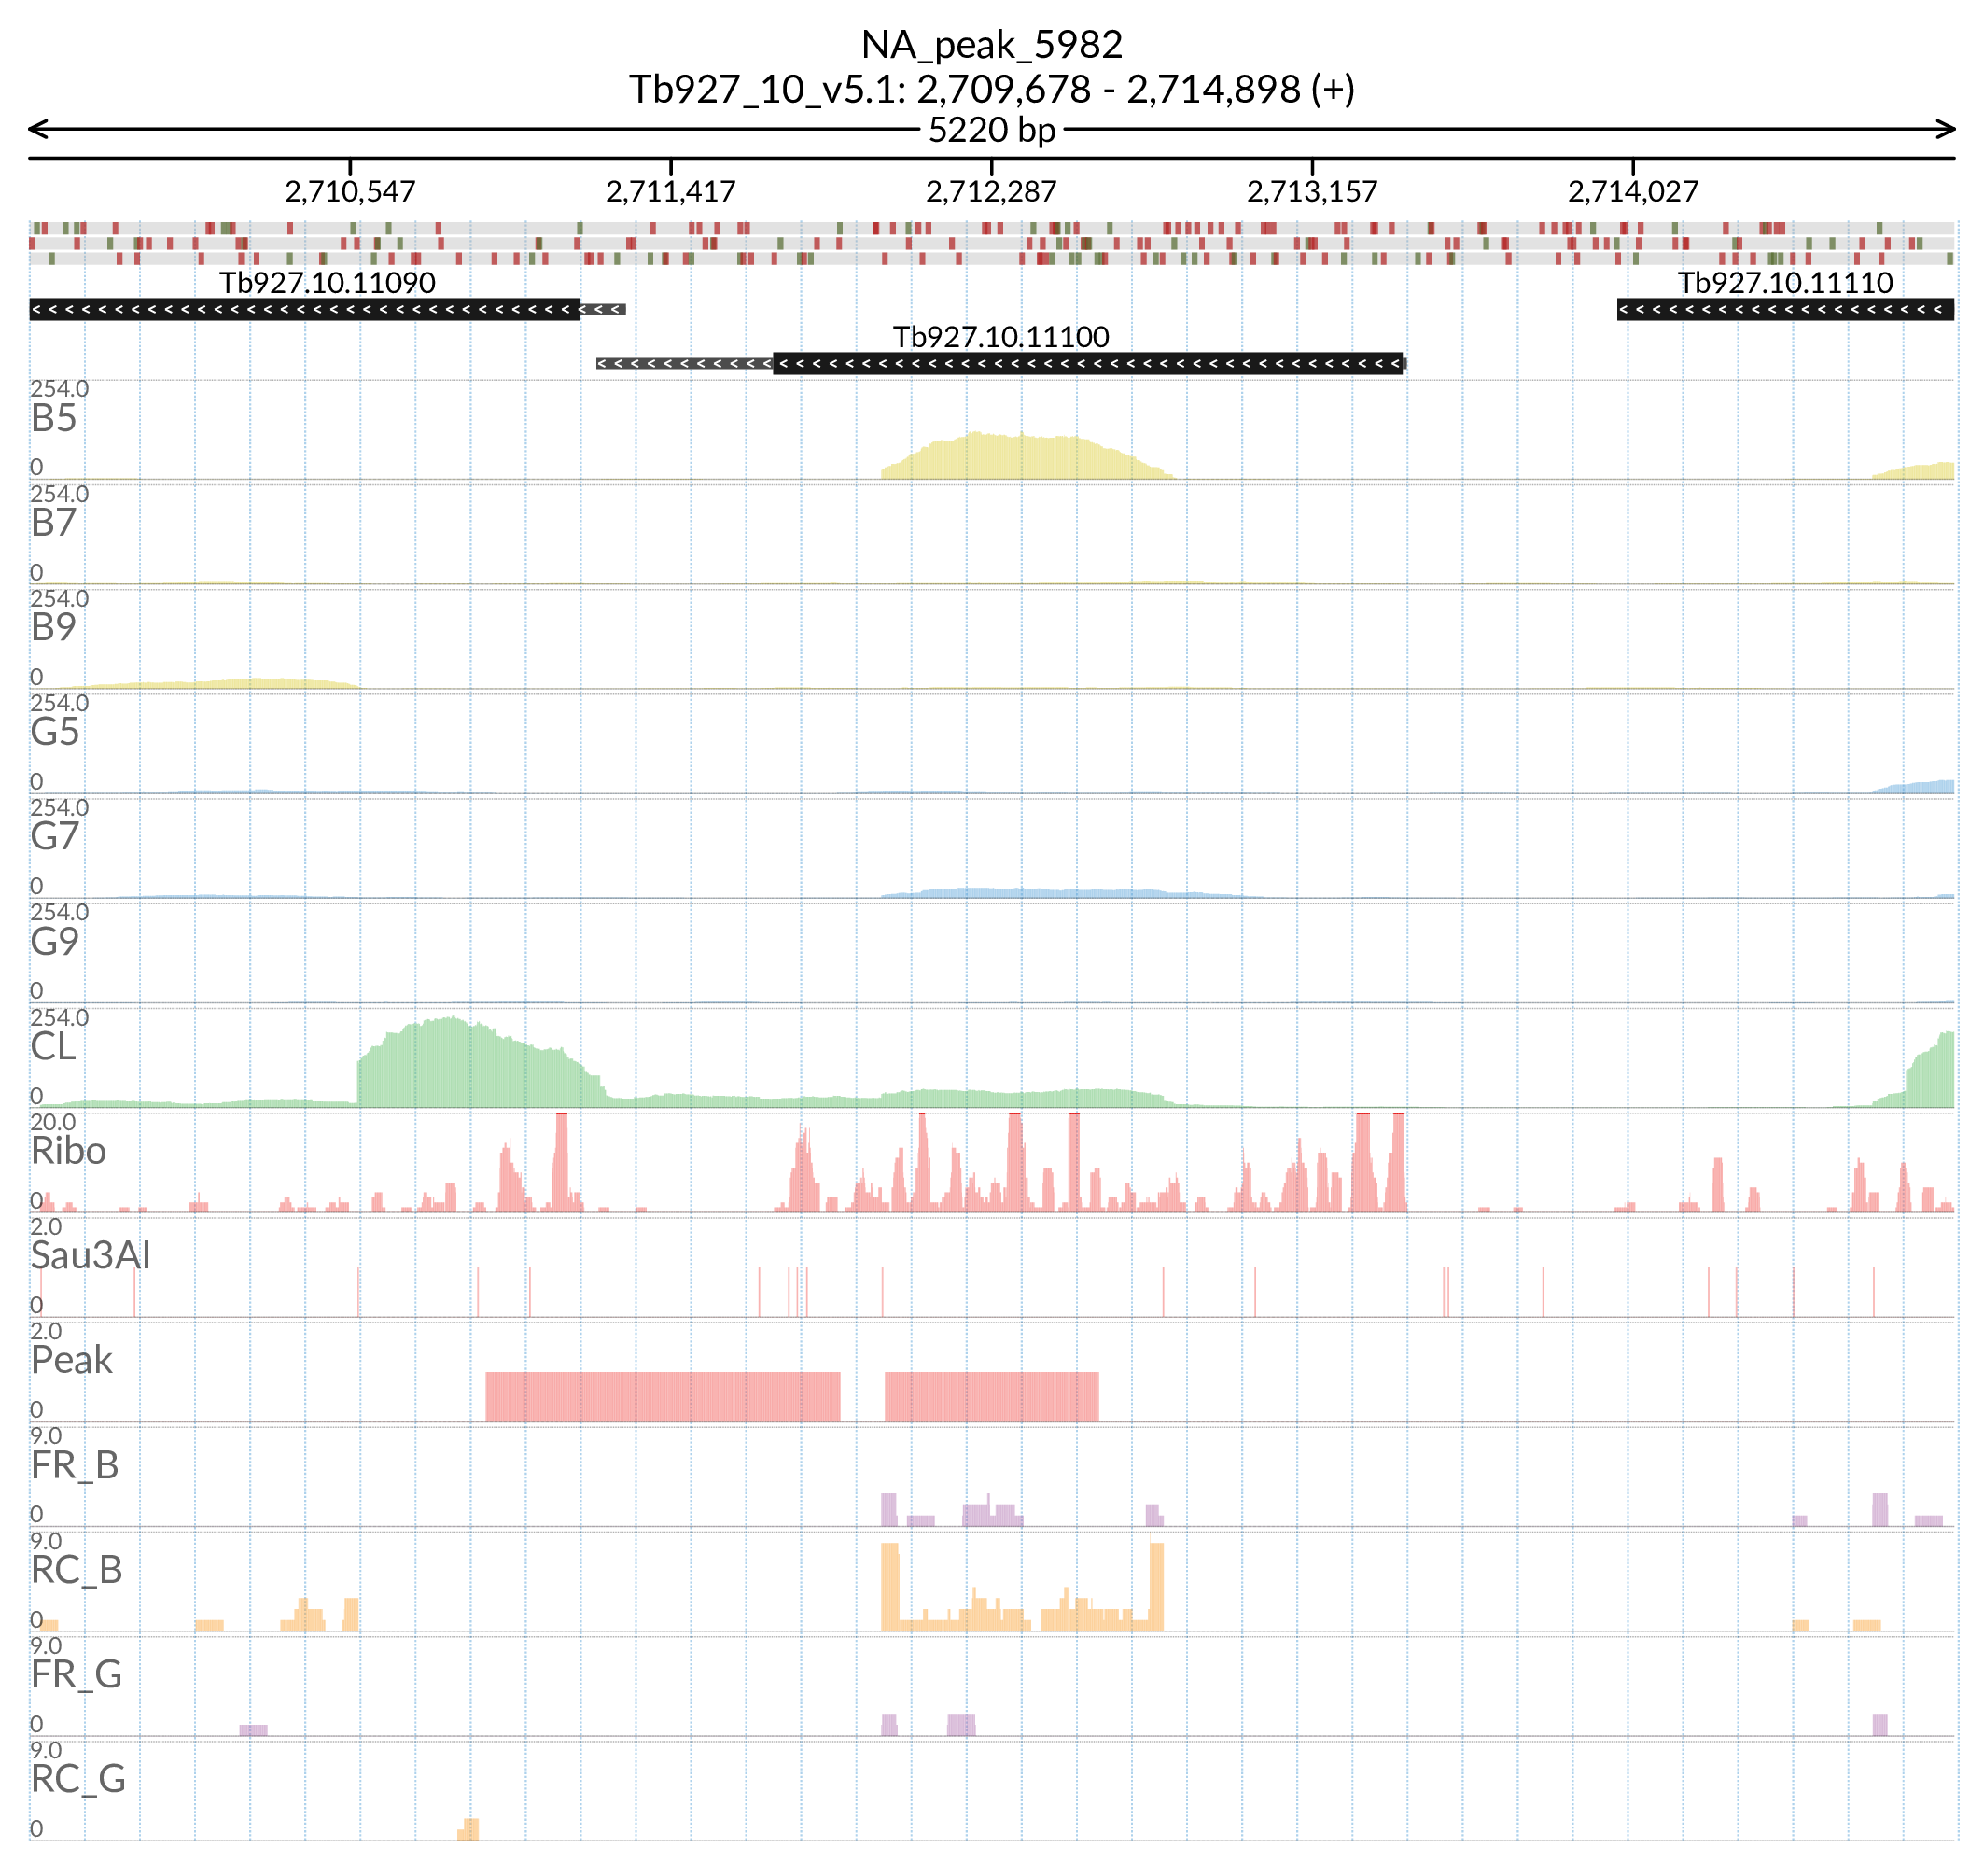 NA_peak_5982
Tb927_10_v5.1: 2,709,678 - 2,714,898 (+)
5220 bp
2,710,547 2,711,417 2,712,287 2,713,157 2,714,027
Tb927.10.11090 Tb927.10.11110
Tb927.10.11100
254.0
B5
0
254.0
B7
0
254.0
B9
0
254.0
G5
0
254.0
G7
0
254.0
G9
0
254.0
CL
0
20.0
Ribo
0
2.0
Sau3AI
0
2.0
Peak
0
9.0
FR_B
0
9.0
RC_B
0
9.0
FR_G
0
9.0
RC_G
0